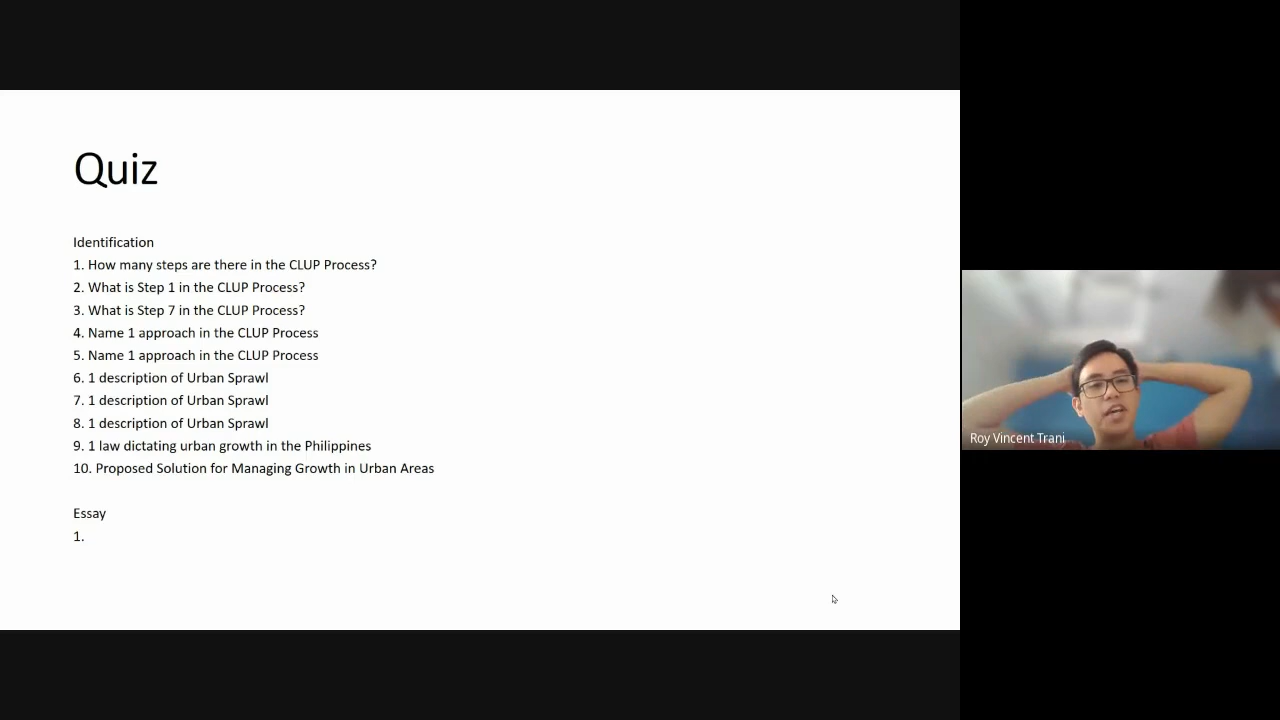 Quiz
Identification
1. How many steps are there in the CLUP Process?
2. What is Step 1 in the CLUP Process?
3. What is Step 7 in the CLUP Process?
4. Name 1 approach in the CLUP Process
5. Name 1 approach in the CLUP Process
6. 1 description of Urban Sprawl
7. 1 description of Urban Sprawl
8. 1 description of Urban Sprawl
9. 1 law dictating urban growth in the Philippines
10. Proposed Solution for Managing Growth in Urban Areas
Essay
1.
Roy Vincent Trani